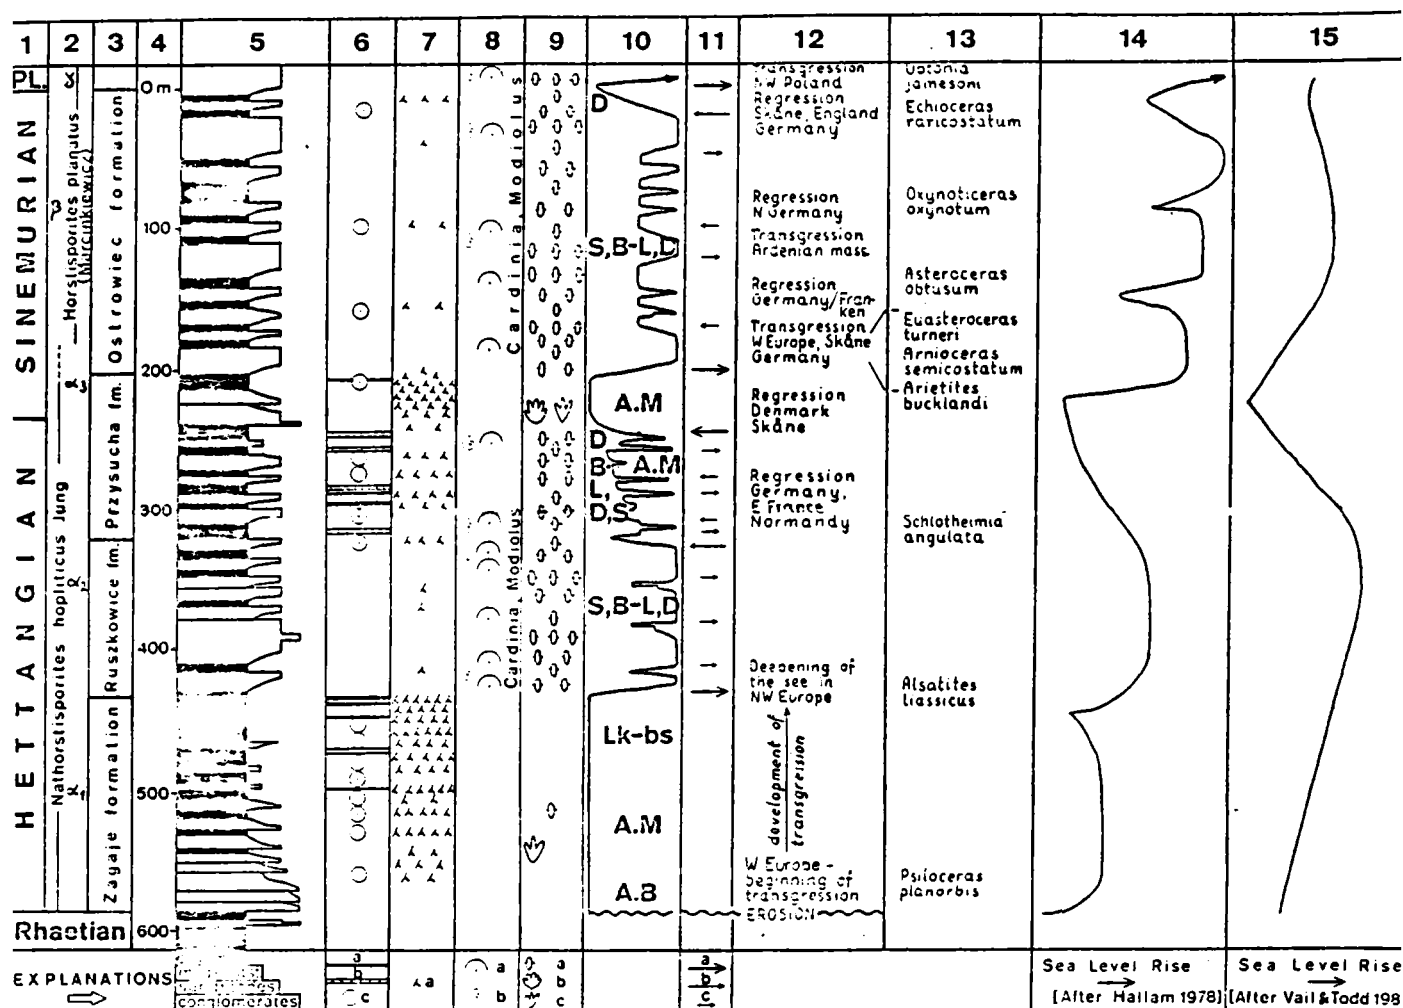 1 2 3 4 5 6 7 8 9 10 11 12 13 14 15
PL.
SINEMURIAN
HETTANGIAN
Rhaetian
α
β
α3
α2
α1
Horstisporites planatus
(Marcinkiewicz)
Nathorstisporites hopliticus Jung
Ostrowiec formation
Przysucha fm.
Ruszkowice fm.
Zagaje formation
0m
100
200
300
400
500
600
Cardinia, Modiolus
Cardinia, Modiolus
D
S,B-L,D
A.M
D
B- A.M
L,
D,S
S,B-L,D
Lk-bs
A.M
A.B
Transgression
NW Poland
Regression
Skåne, England
Germany
Regression
N Germany
Transgression
Ardenian mass.
Regression
Germany/Fran-
ken
Transgression
W Europe, Skåne
Germany
Regression
Denmark
Skåne
Regression
Germany,
E France
Normandy
Deepening of
the see in
NW Europe
development of
transgression
W Europe -
beginning of
transgression
EROSION
Uptonia
jamesoni
Echioceras
raricostatum
Oxynoticeras
oxynotum
Asteroceras
obtusum
Euasteroceras
turneri
Arnioceras
semicostatum
Arietites
bucklandi
Schlotheimia
angulata
Alsatites
liassicus
Psiloceras
planorbis
EXPLANATIONS
conglomerates
a
b
c
a
a
b
a
b
c
a
b
c
Sea Level Rise
[After Hallam 1978]
Sea Level Rise
[After Vail & Todd 198